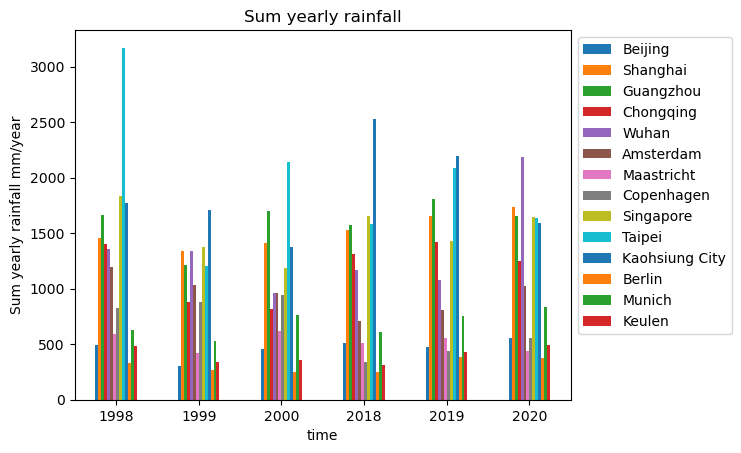 Sum yearly rainfall
Sum yearly rainfall mm/year
3000
2500
2000
1500
1000
500
0
1998 1999 2000 2018 2019 2020
time
Beijing
Shanghai
Guangzhou
Chongqing
Wuhan
Amsterdam
Maastricht
Copenhagen
Singapore
Taipei
Kaohsiung City
Berlin
Munich
Keulen